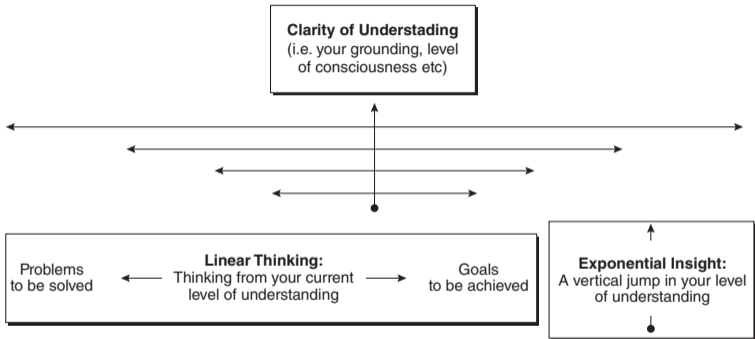 Clarity of Understading
(i.e. your grounding, level
of consciousness etc)
Problems
to be solved
Linear Thinking:
Thinking from your current
level of understanding
Goals
to be achieved
Exponential Insight:
A vertical jump in your level
of understanding